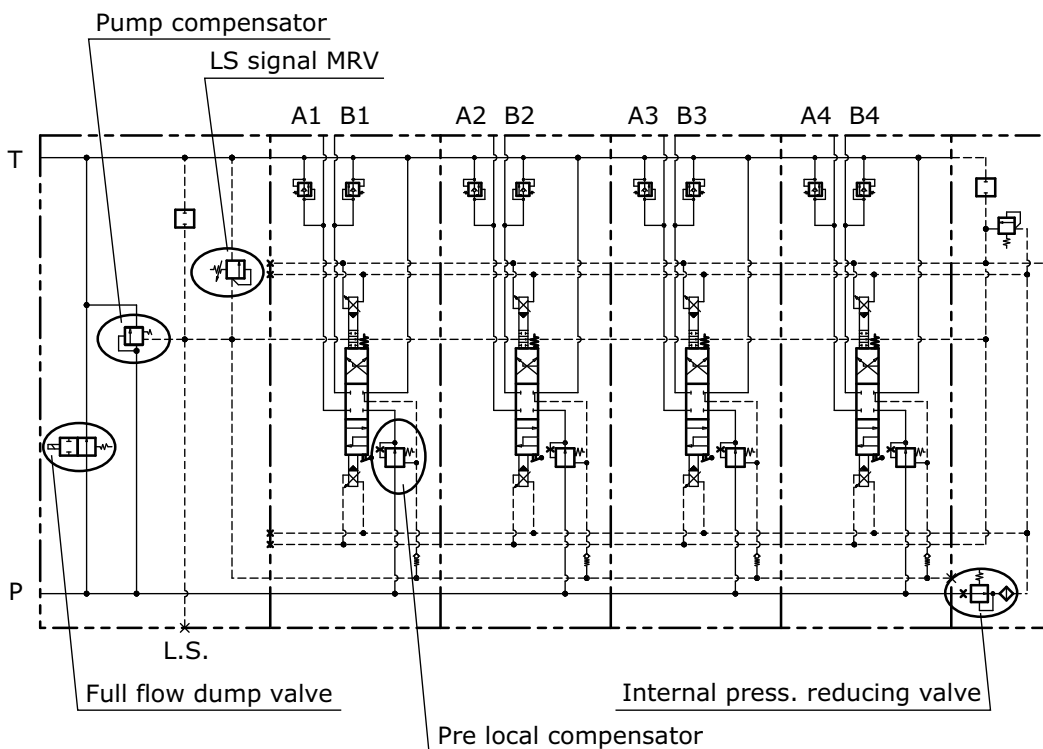 Pump compensator
LS signal MRV
A1 B1 A2 B2 A3 B3 A4 B4
T
P
L.S.
Full flow dump valve
Internal press. reducing valve
Pre local compensator